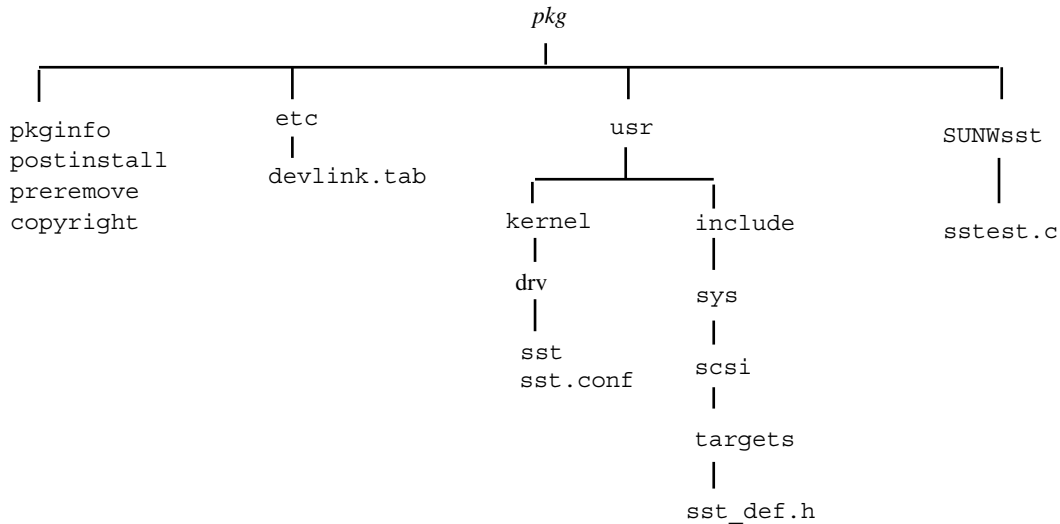 pkg
pkginfo
postinstall
preremove
copyright
etc
devlink.tab
usr
kernel
drv
sst
sst.conf
include
sys
scsi
targets
sst_def.h
SUNWsst
sstest.c